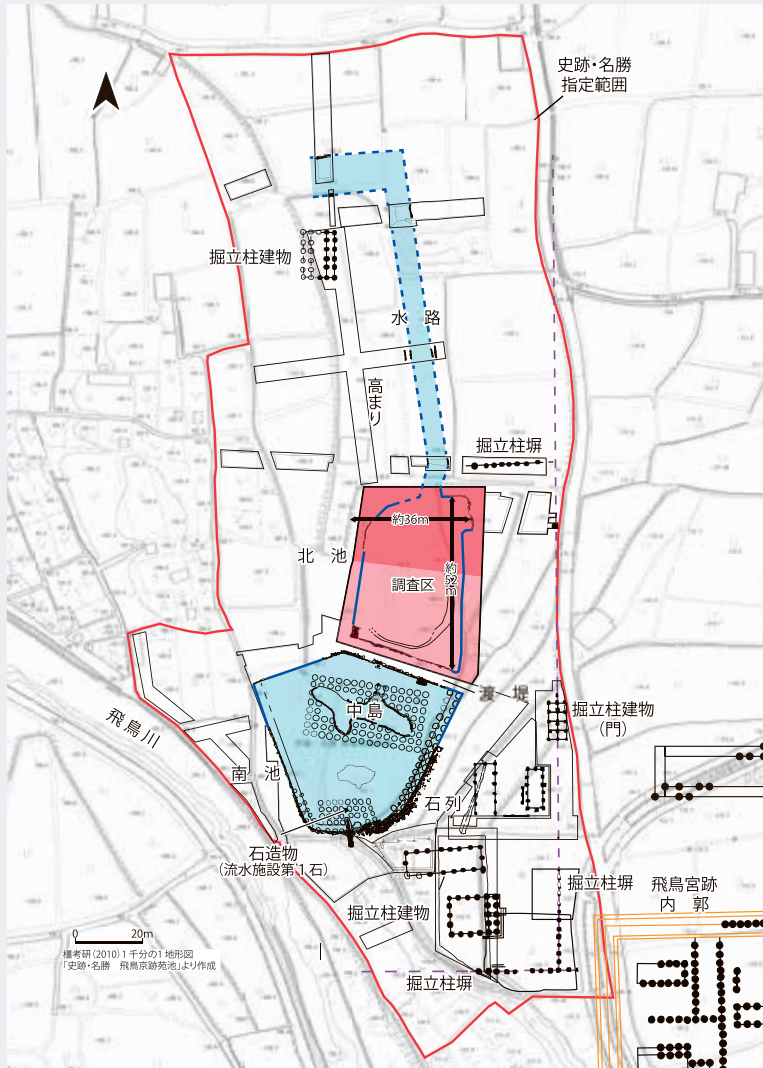 史跡・名勝
指定範囲
掘立柱建物
水路
高まり
掘立柱塀
約36m
北池
調査区
約52m
渡堤
中島
掘立柱建物
(門)
飛鳥川
南池
石列
石造物
(流水施設第1石)
掘立柱塀
飛鳥宮跡
内郭
掘立柱建物
0 20m
橿考研(2010)1千分の1地形図
「史跡・名勝 飛鳥京跡苑池」より作成
掘立柱塀